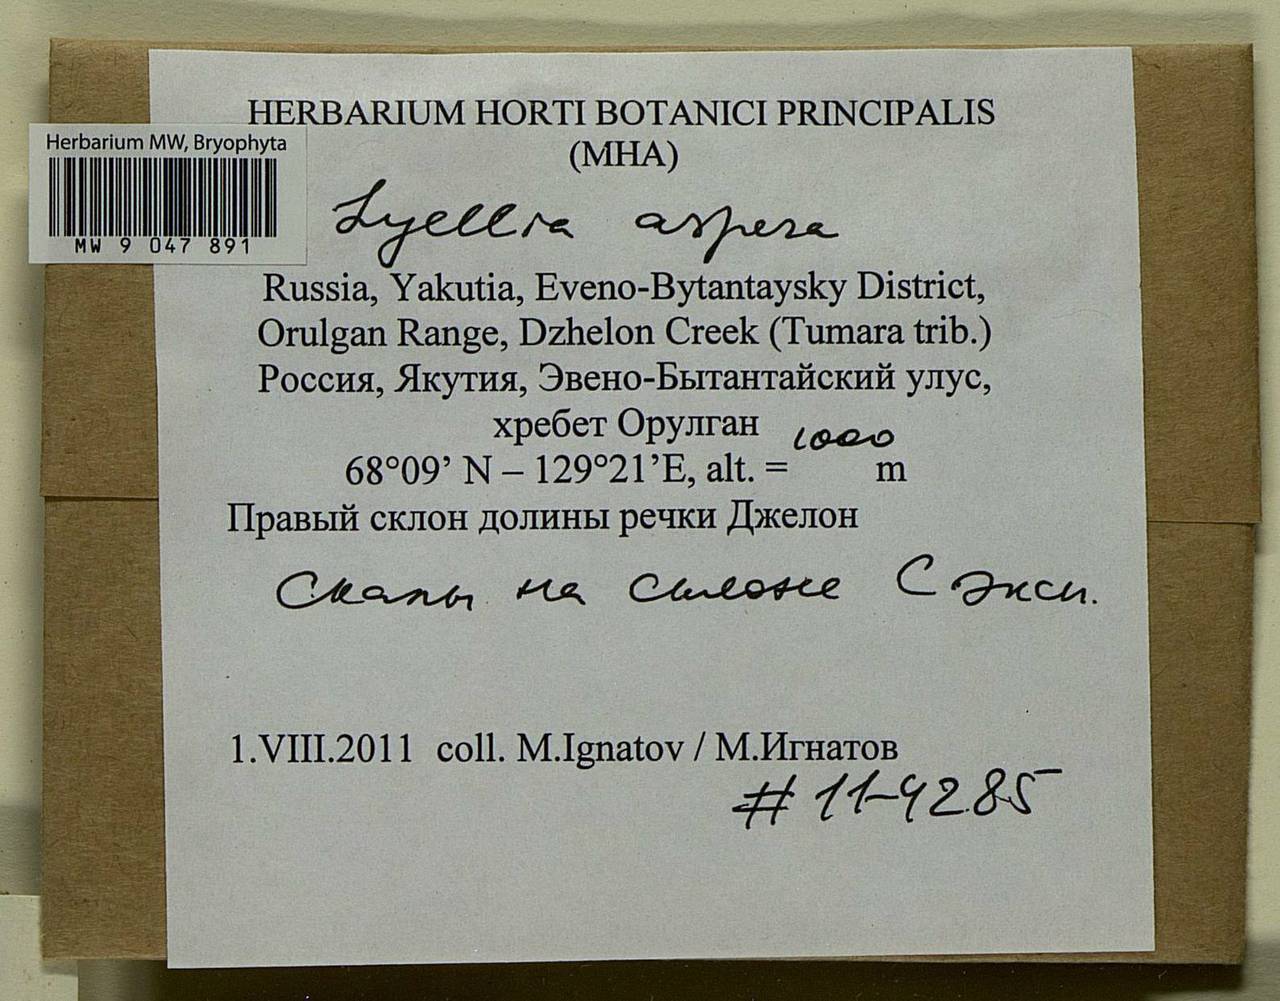 HERBARIUM HORTI BOTANICI PRINCIPALIS
(MHA)
Herbarium MW, Bryophyta
MW 9 047 891
Lyellia aspera
Russia, Yakutia, Eveno-Bytantaysky District,
Orulgan Range, Dzhelon Creek (Tumara trib.)
Россия, Якутия, Эвено-Бытантайский улус,
хребет Орулган
68°09’ N – 129°21’E, alt. = 1000 m
Правый склон долины речки Джелон
Скалы на склоне С эксп.
1.VIII.2011 coll. M.Ignatov / М.Игнатов
# 11-4285